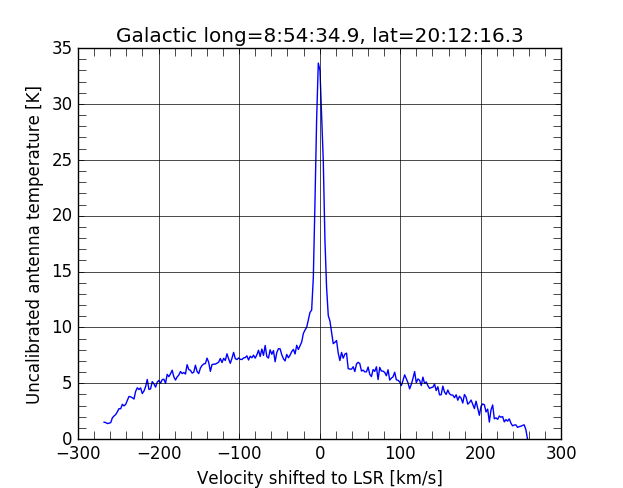 Galactic long=8:54:34.9, lat=20:12:16.3
Uncalibrated antenna temperature [K]
35
30
25
20
15
10
5
0
−300 −200 −100 0 100 200 300
Velocity shifted to LSR [km/s]